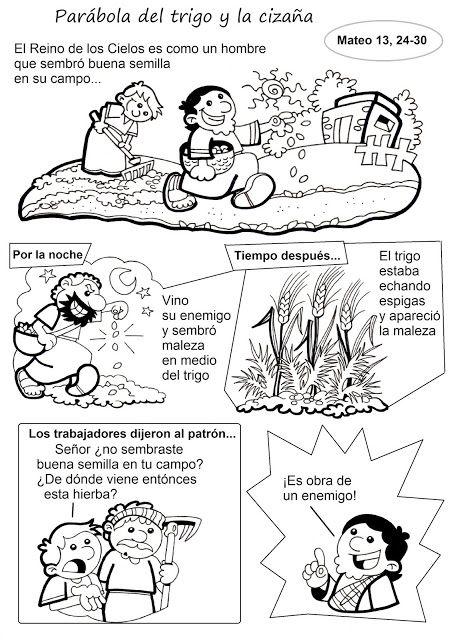 Parábola del trigo y la cizaña
Mateo 13, 24-30
El Reino de los Cielos es como un hombre
que sembró buena semilla
en su campo...
Por la noche
Vino
su enemigo
y sembró
maleza
en medio
del trigo
Tiempo después...
El trigo
estaba
echando
espigas
y apareció
la maleza
Los trabajadores dijeron al patrón...
Señor ¿no sembraste
buena semilla en tu campo?
¿De dónde viene entónces
esta hierba?
¡Es obra de
un enemigo!